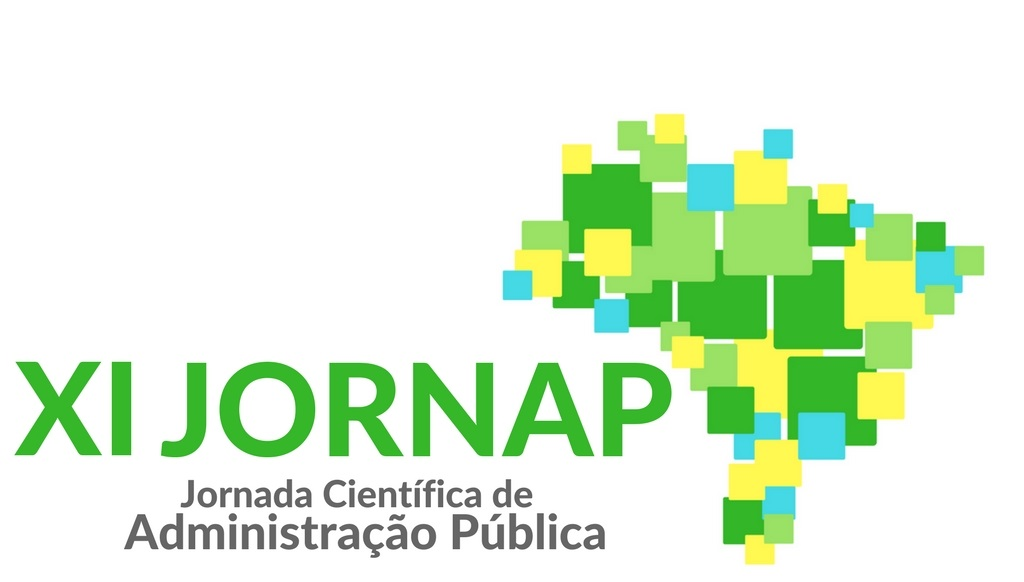 XI JORNAP
Jornada Científica de
Administração Pública